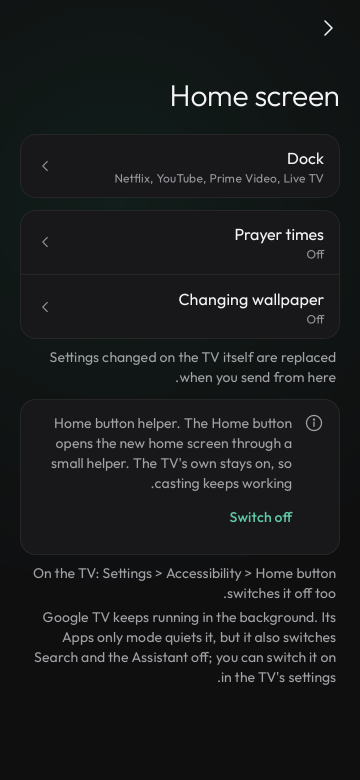 Home screen
Dock
Netflix, YouTube, Prime Video, Live TV
Prayer times
Off
Changing wallpaper
Off
Settings changed on the TV itself are replaced
when you send from here.
Home button helper. The Home button
opens the new home screen through a
small helper. The TV's own stays on, so
casting keeps working.
Switch off
On the TV: Settings > Accessibility > Home button
switches it off too.
Google TV keeps running in the background. Its
Apps only mode quiets it, but it also switches
Search and the Assistant off; you can switch it on
in the TV's settings.